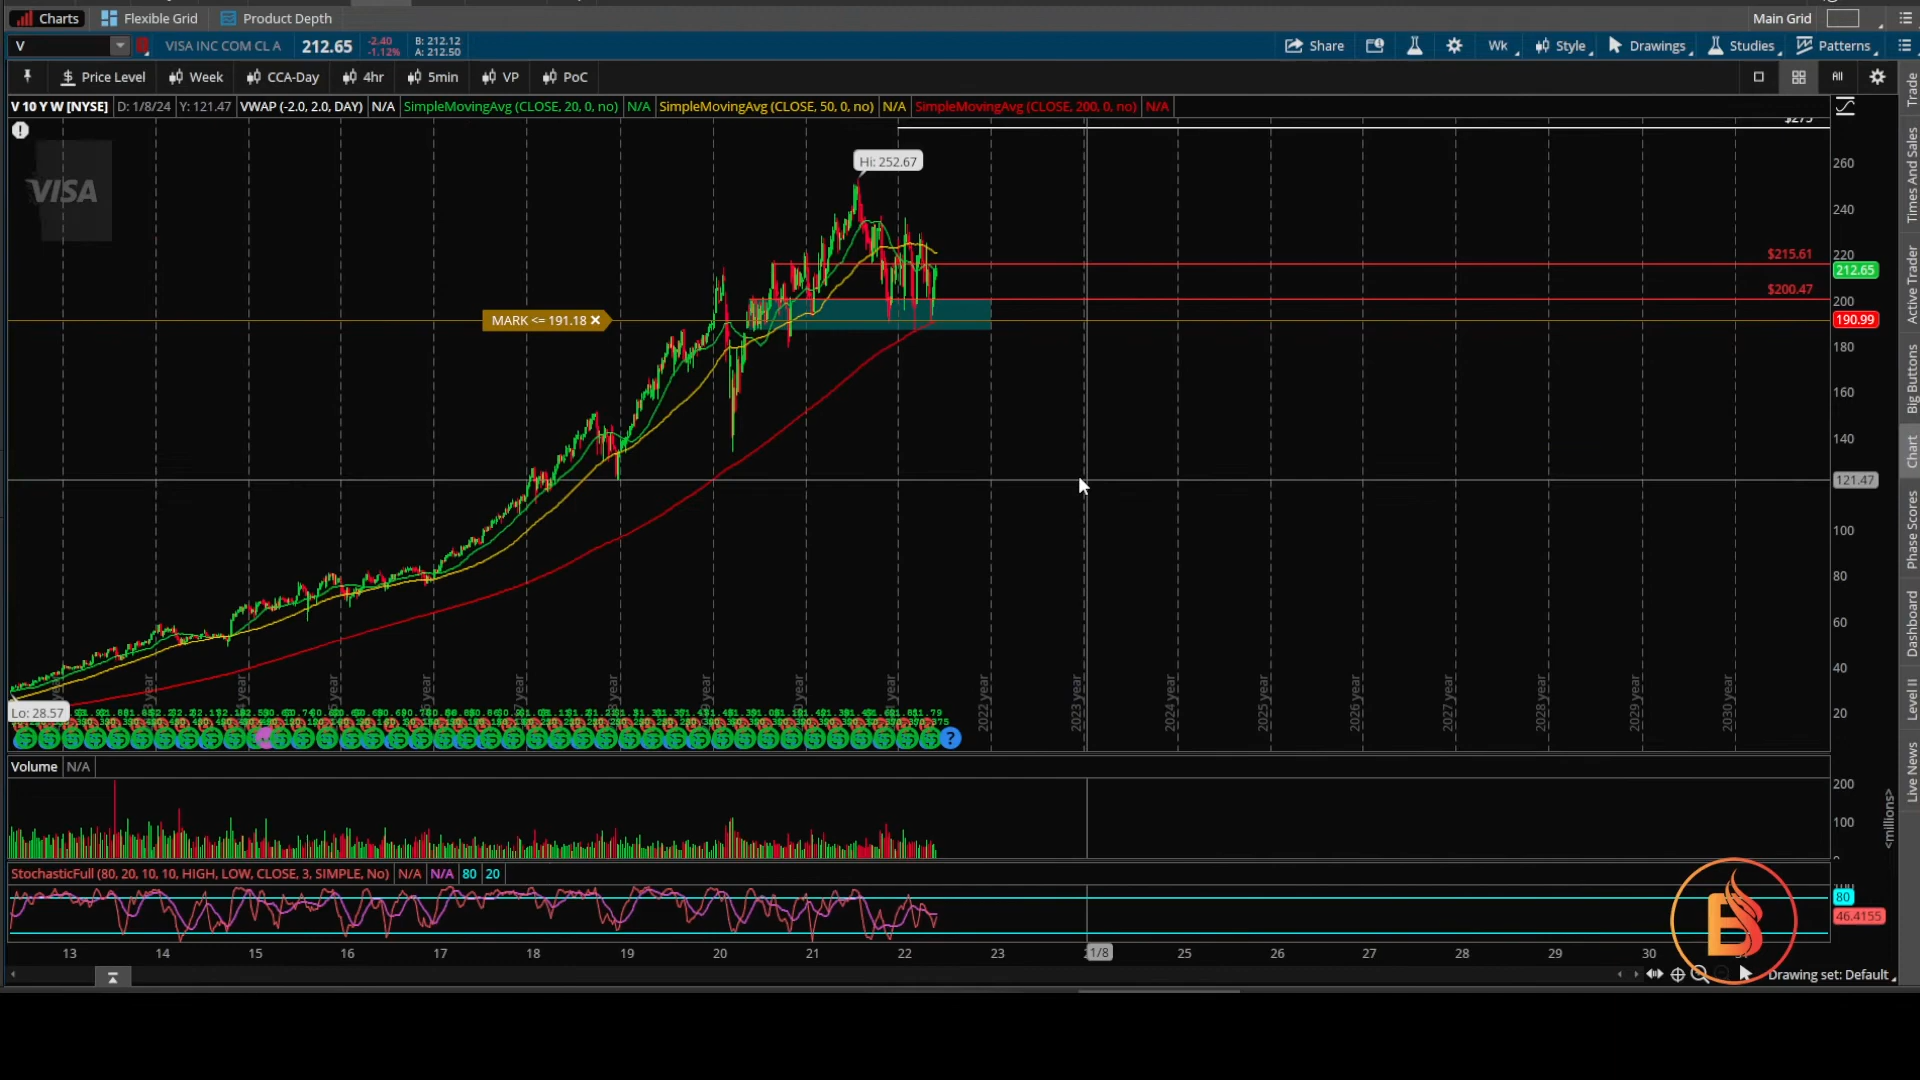 Charts Flexible Grid Product Depth Main Grid
V VISA INC COM CL A 212.65 -2.40 -1.12% B: 212.12 A: 212.50 Share Wk Style Drawings Studies Patterns
$ Price Level Week CCA-Day 4hr 5min VP PoC All
V 10 Y W [NYSE] D: 1/8/24 Y: 121.47 VWAP (-2.0, 2.0, DAY) N/A SimpleMovingAvg (CLOSE, 20, 0, no) N/A SimpleMovingAvg (CLOSE, 50, 0, no) N/A SimpleMovingAvg (CLOSE, 200, 0, no) N/A
$275
VISA
Hi: 252.67
260
240
220
$215.61
212.65
$200.47
200
MARK <= 191.18
190.99
180
160
140
121.47
100
80
60
40
20
Lo: 28.57
2022 year
2023 year
2024 year
2025 year
2026 year
2027 year
2028 year
2029 year
2030 year
Volume N/A
200
100
<millions>
StochasticFull (80, 20, 10, 10, HIGH, LOW, CLOSE, 3, SIMPLE, No) N/A N/A 80 20
80
46.4155
13 14 15 16 17 18 19 20 21 22 23 1/8 25 26 27 28 29 30
Drawing set: Default
Trade
Times And Sales
Active Trader
Big Buttons
Chart
Phase Scores
Dashboard
Level II
Live News